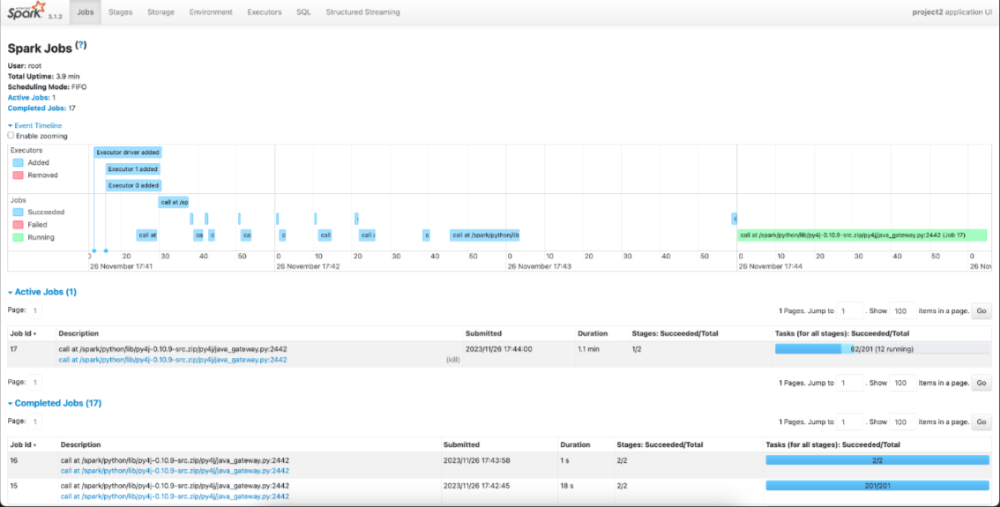 APACHE
Spark 3.1.2 Jobs Stages Storage Environment Executors SQL Structured Streaming project2 application UI
Spark Jobs (?)
User: root
Total Uptime: 3.9 min
Scheduling Mode: FIFO
Active Jobs: 1
Completed Jobs: 17
Event Timeline
Enable zooming
Executors
Added
Removed
Executor driver added
Executor 1 added
Executor 0 added
Jobs
Succeeded
Failed
Running
call at /sp
c
call at ca c cal c call call c call at /spark/python/lib call at /spark/python/lib/py4j-0.10.9-src.zip/py4j/java_gateway.py:2442 (Job 17)
0 20 30 40 50 0 10 20 30 40 50 0 10 20 30 40 50 0 10 20 30 40 50 0
26 November 17:41 26 November 17:42 26 November 17:43 26 November 17:44 26 Nov
Active Jobs (1)
Page: 1 1 Pages. Jump to 1 . Show 100 items in a page. Go
Job Id Description Submitted Duration Stages: Succeeded/Total Tasks (for all stages): Succeeded/Total
17 call at /spark/python/lib/py4j-0.10.9-src.zip/py4j/java_gateway.py:2442 2023/11/26 17:44:00 1.1 min 1/2 62/201 (12 running)
call at /spark/python/lib/py4j-0.10.9-src.zip/py4j/java_gateway.py:2442 (kill)
Page: 1 1 Pages. Jump to 1 . Show 100 items in a page. Go
Completed Jobs (17)
Page: 1 1 Pages. Jump to 1 . Show 100 items in a page. Go
Job Id Description Submitted Duration Stages: Succeeded/Total Tasks (for all stages): Succeeded/Total
16 call at /spark/python/lib/py4j-0.10.9-src.zip/py4j/java_gateway.py:2442 2023/11/26 17:43:58 1 s 2/2 2/2
call at /spark/python/lib/py4j-0.10.9-src.zip/py4j/java_gateway.py:2442
15 call at /spark/python/lib/py4j-0.10.9-src.zip/py4j/java_gateway.py:2442 2023/11/26 17:42:45 18 s 2/2 201/201
call at /spark/python/lib/py4j-0.10.9-src.zip/py4j/java_gateway.py:2442